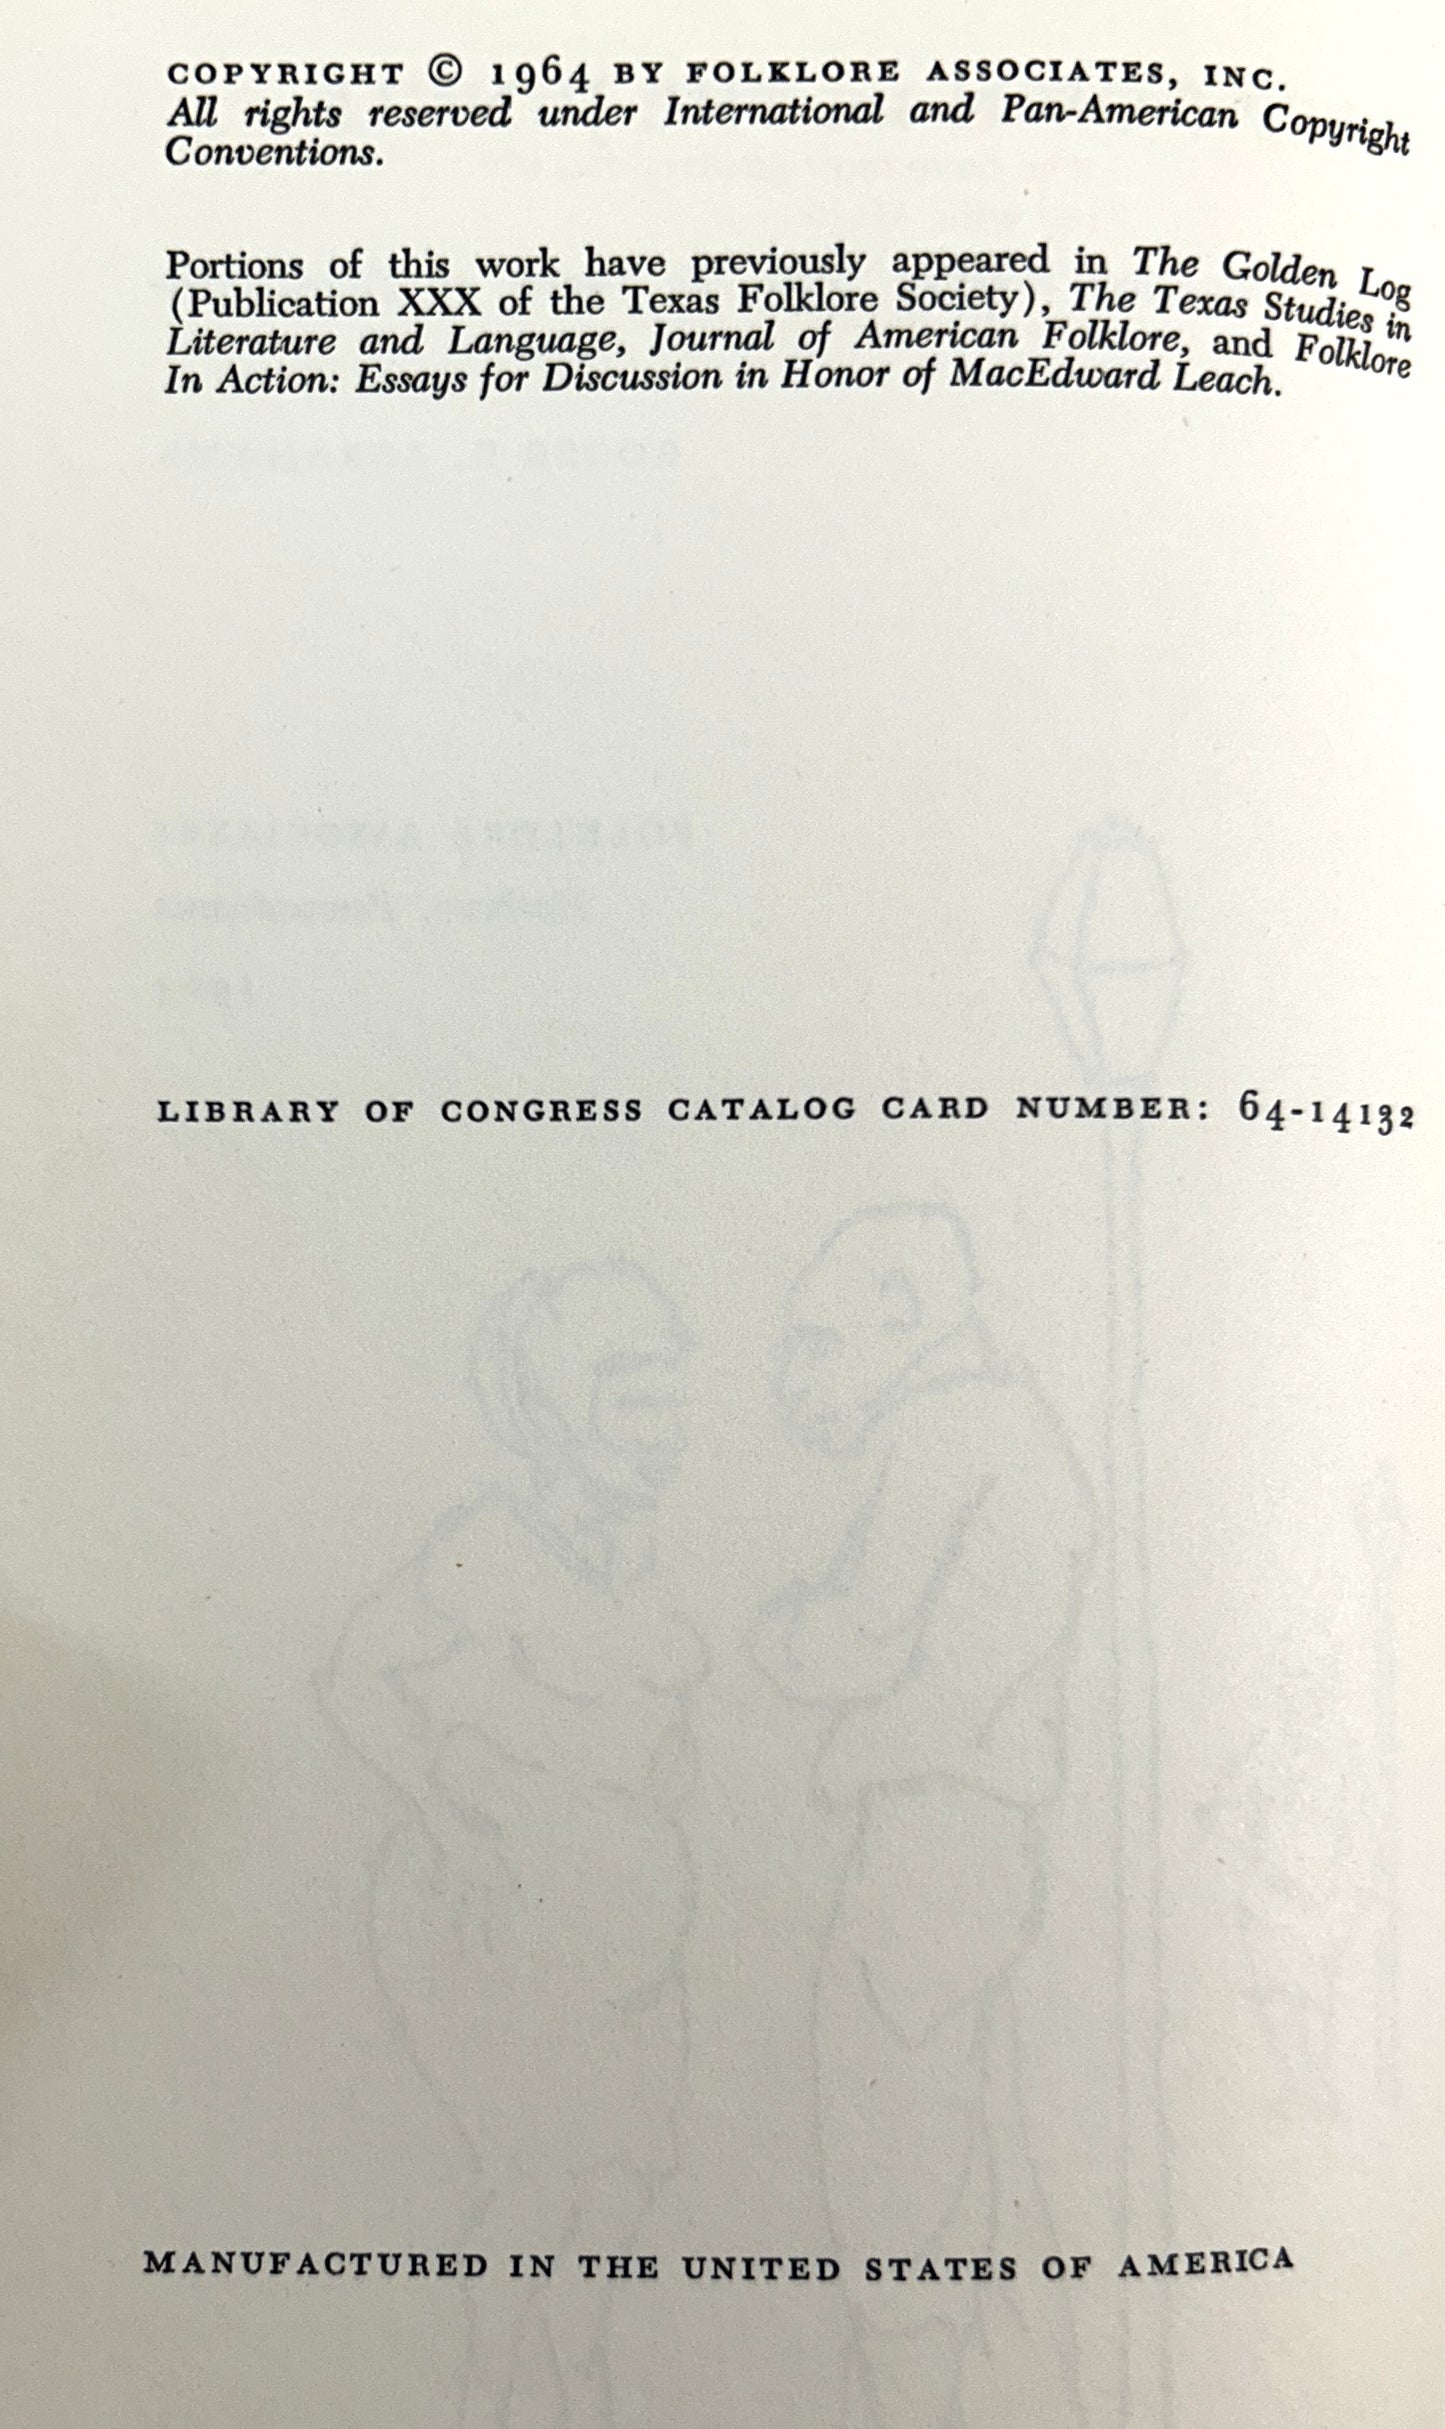 COPYRIGHT © 1964 BY FOLKLORE ASSOCIATES, INC.
All rights reserved under International and Pan-American Copyright
Conventions.
Portions of this work have previously appeared in The Golden Log
(Publication XXX of the Texas Folklore Society), The Texas Studies in
Literature and Language, Journal of American Folklore, and Folklore
In Action: Essays for Discussion in Honor of MacEdward Leach.
LIBRARY OF CONGRESS CATALOG CARD NUMBER: 64-14132
MANUFACTURED IN THE UNITED STATES OF AMERICA